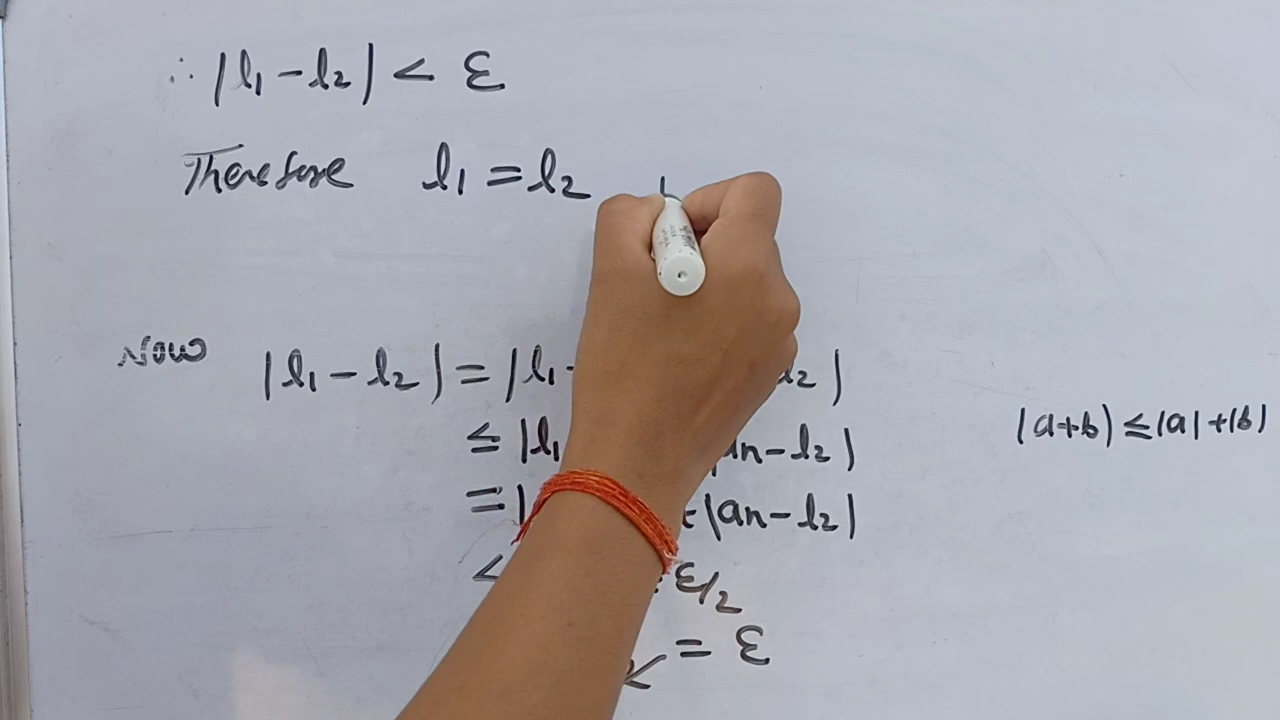 ∴ |l₁ - l₂| < ε
Therefore l₁ = l₂
Now |l₁ - l₂| = |l₁ - l₂|
≤ |l₁ an - l₂|
|a+b| ≤ |a| + |b|
= | + |an - l₂|
< ε/2
= ε